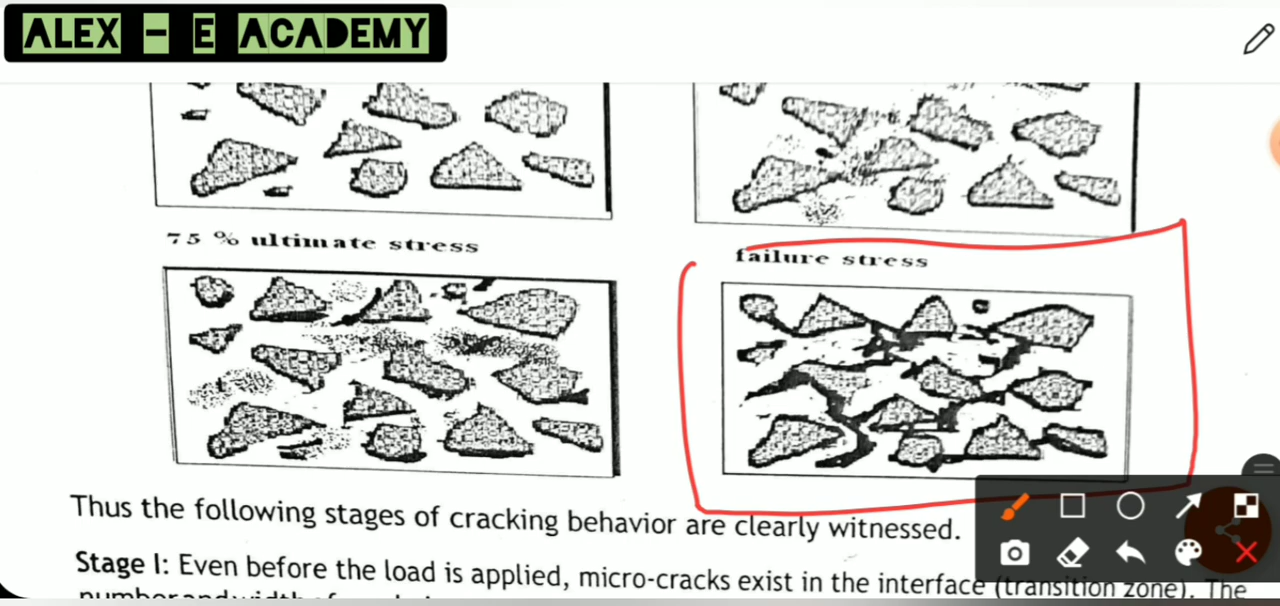 ALEX - E ACADEMY
75 % ultimate stress
failure stress
Thus the following stages of cracking behavior are clearly witnessed.
Stage I: Even before the load is applied, micro-cracks exist in the interface (transition zone). The